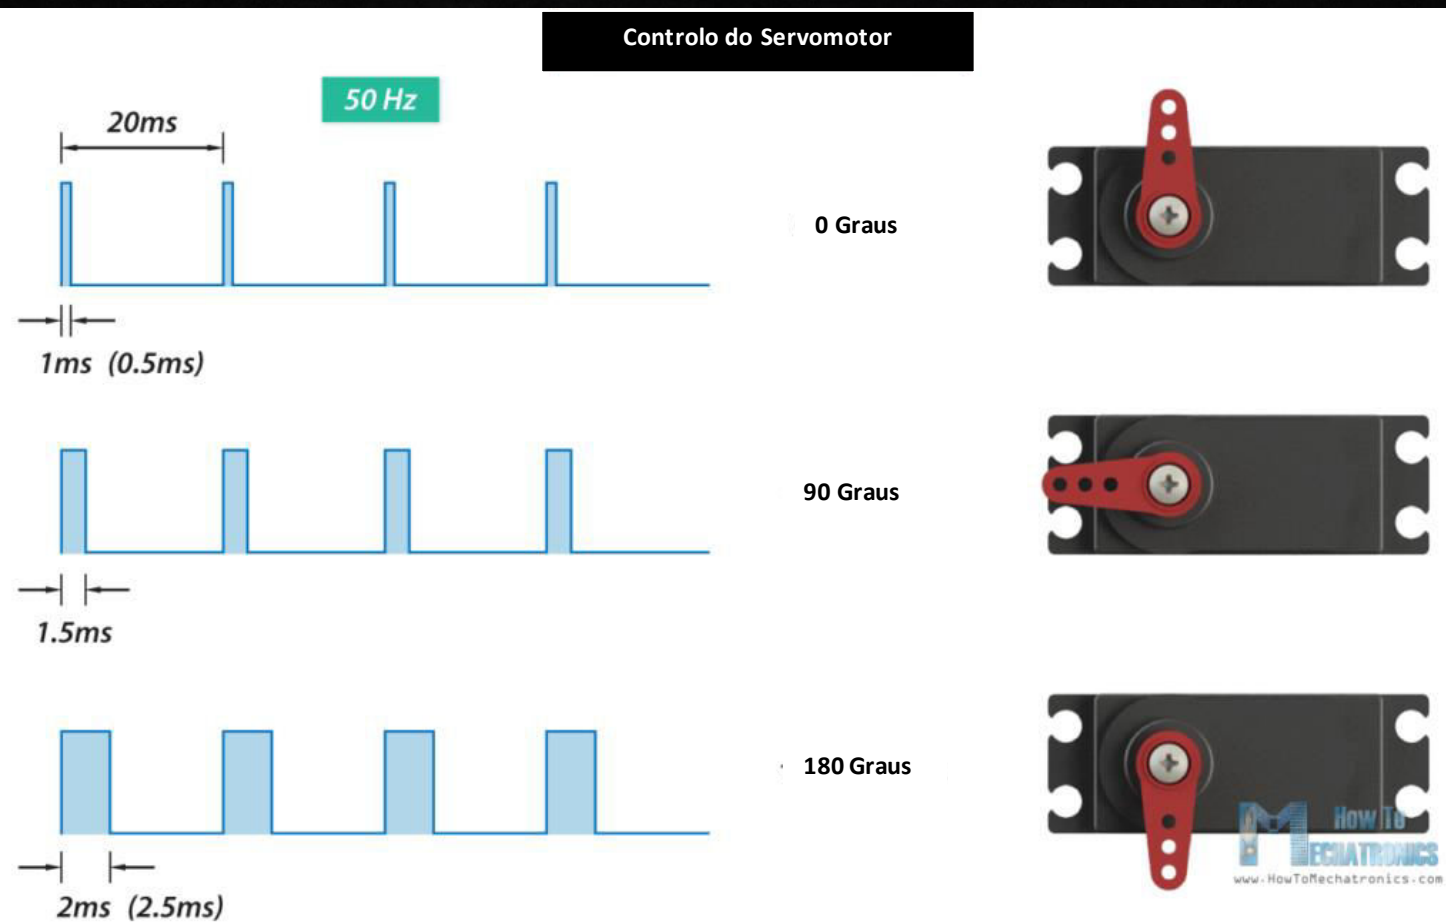 Controlo do Servomotor
50 Hz
20ms
0 Graus
1ms (0.5ms)
90 Graus
1.5ms
180 Graus
2ms (2.5ms)
How To
MECHATRONICS
www.HowToMechatronics.com